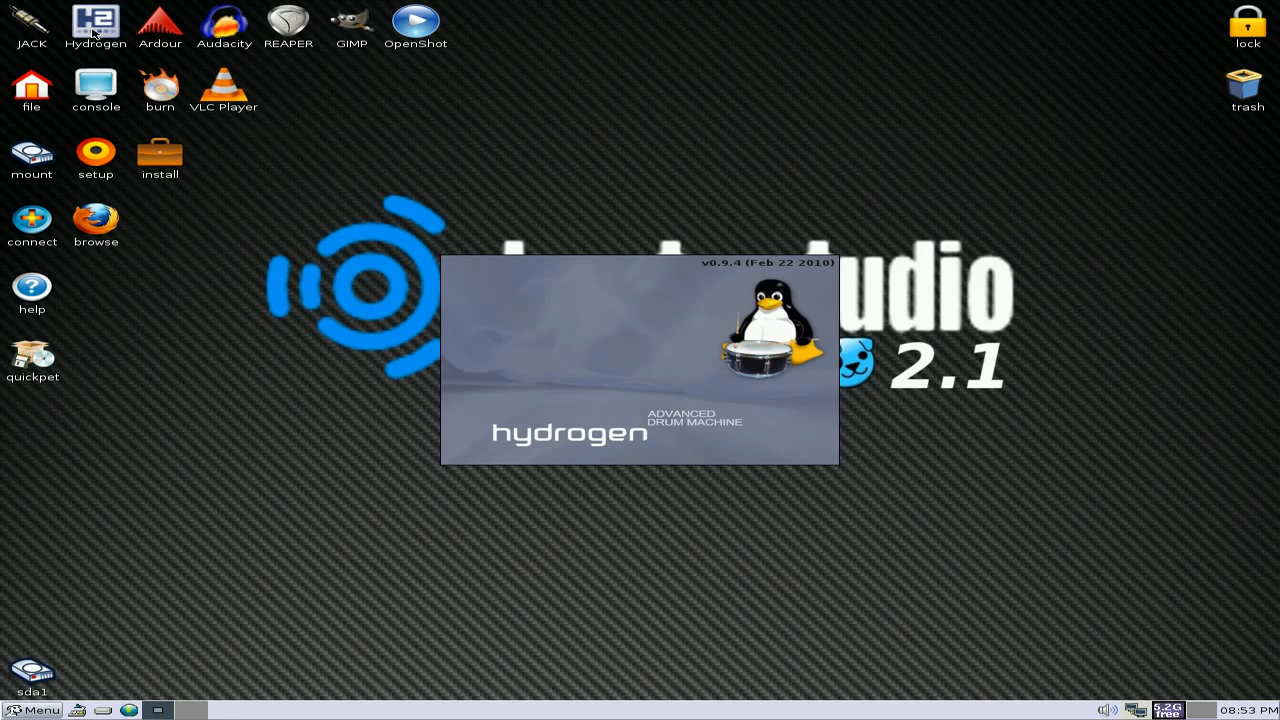 JACK
Hydrogen
Ardour
Audacity
REAPER
GIMP
OpenShot
lock
file
console
burn
VLC Player
trash
mount
setup
install
connect
browse
help
quickpet
udio
2.1
v0.9.4 (Feb 22 2010)
ADVANCED
DRUM MACHINE
hydrogen
sda1
Menu
5.2G
free
08:53 PM